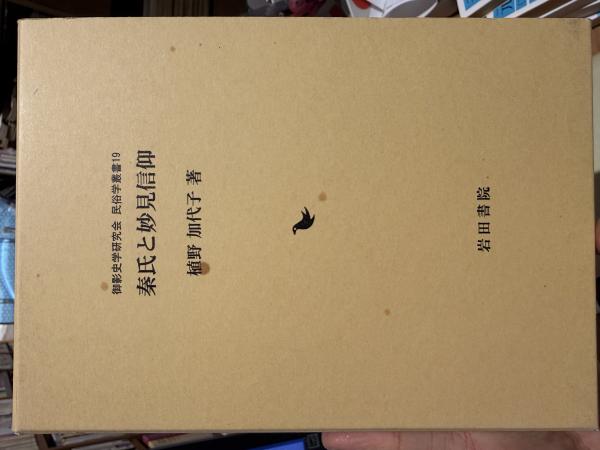 御影史学研究会 民俗学叢書19
秦氏と妙見信仰
植野 加代子 著
岩田書院